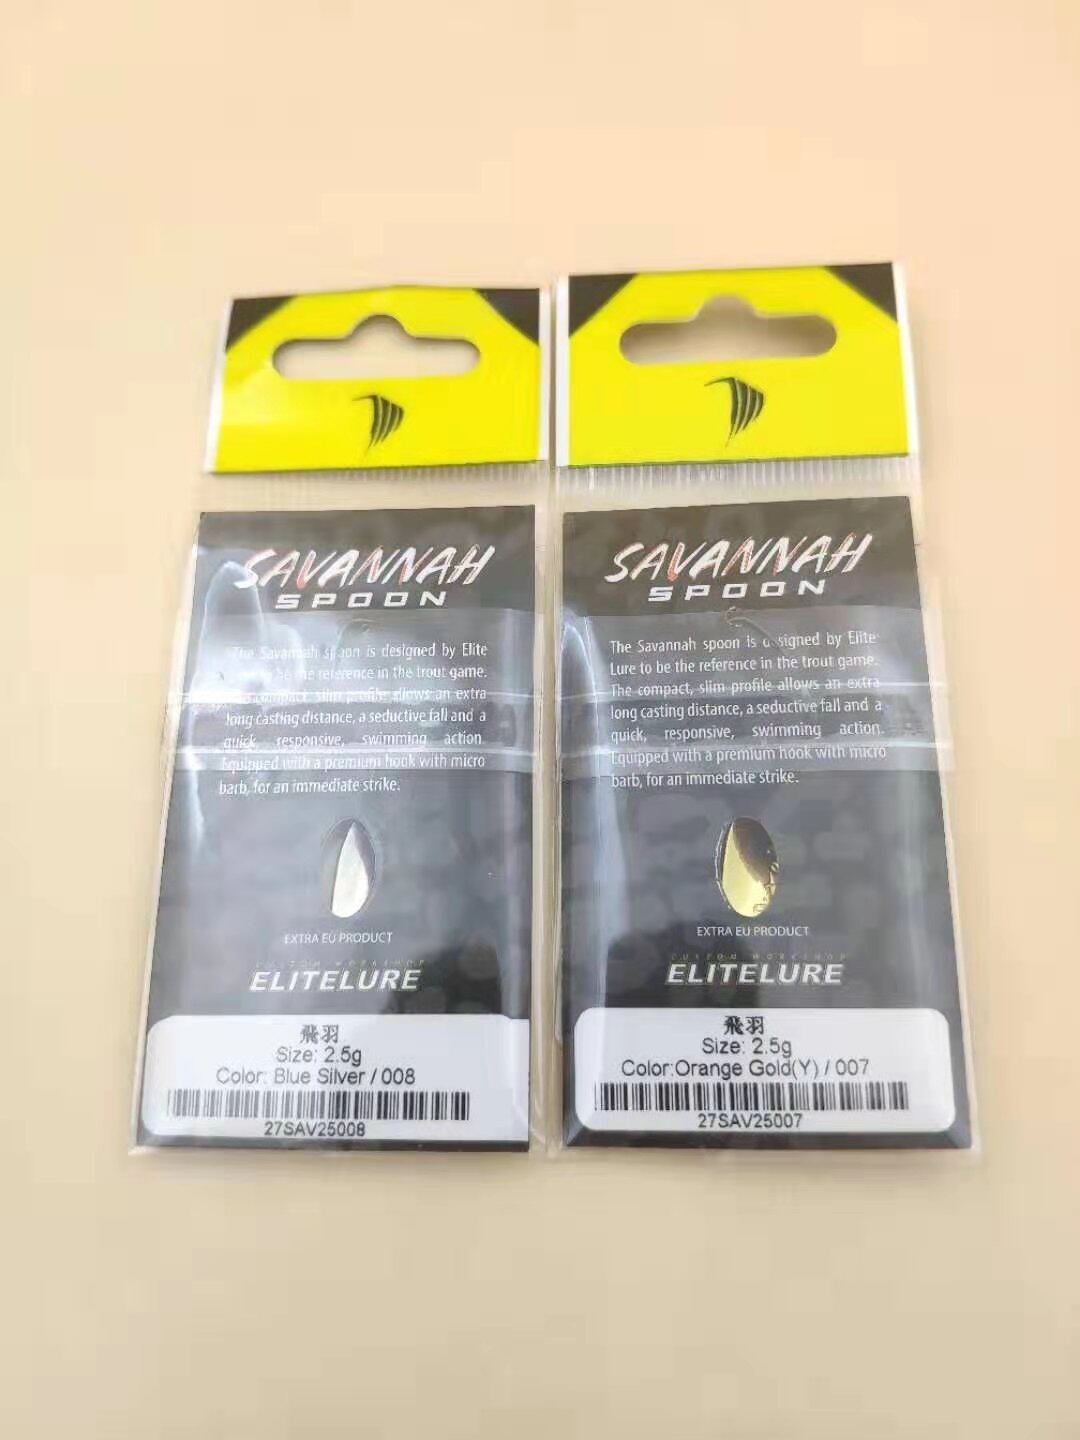 SAVANNAH
SPOON
The Savannah spoon is designed by Elite
to be the reference in the trout game.
compact, slim profile allows an extra
long casting distance, a seductive fall and a
quick, responsive, swimming action.
Equipped with a premium hook with micro
barb, for an immediate strike.
EXTRA EU PRODUCT
CUSTOM WORKSHOP
ELITELURE
飛羽
Size: 2.5g
Color: Blue Silver / 008
27SAV25008
SAVANNAH
SPOON
The Savannah spoon is designed by Elite
Lure to be the reference in the trout game.
The compact, slim profile allows an extra
long casting distance, a seductive fall and a
quick, responsive, swimming action.
Equipped with a premium hook with micro
barb, for an immediate strike.
EXTRA EU PRODUCT
CUSTOM WORKSHOP
ELITELURE
飛羽
Size: 2.5g
Color:Orange Gold(Y) / 007
27SAV25007